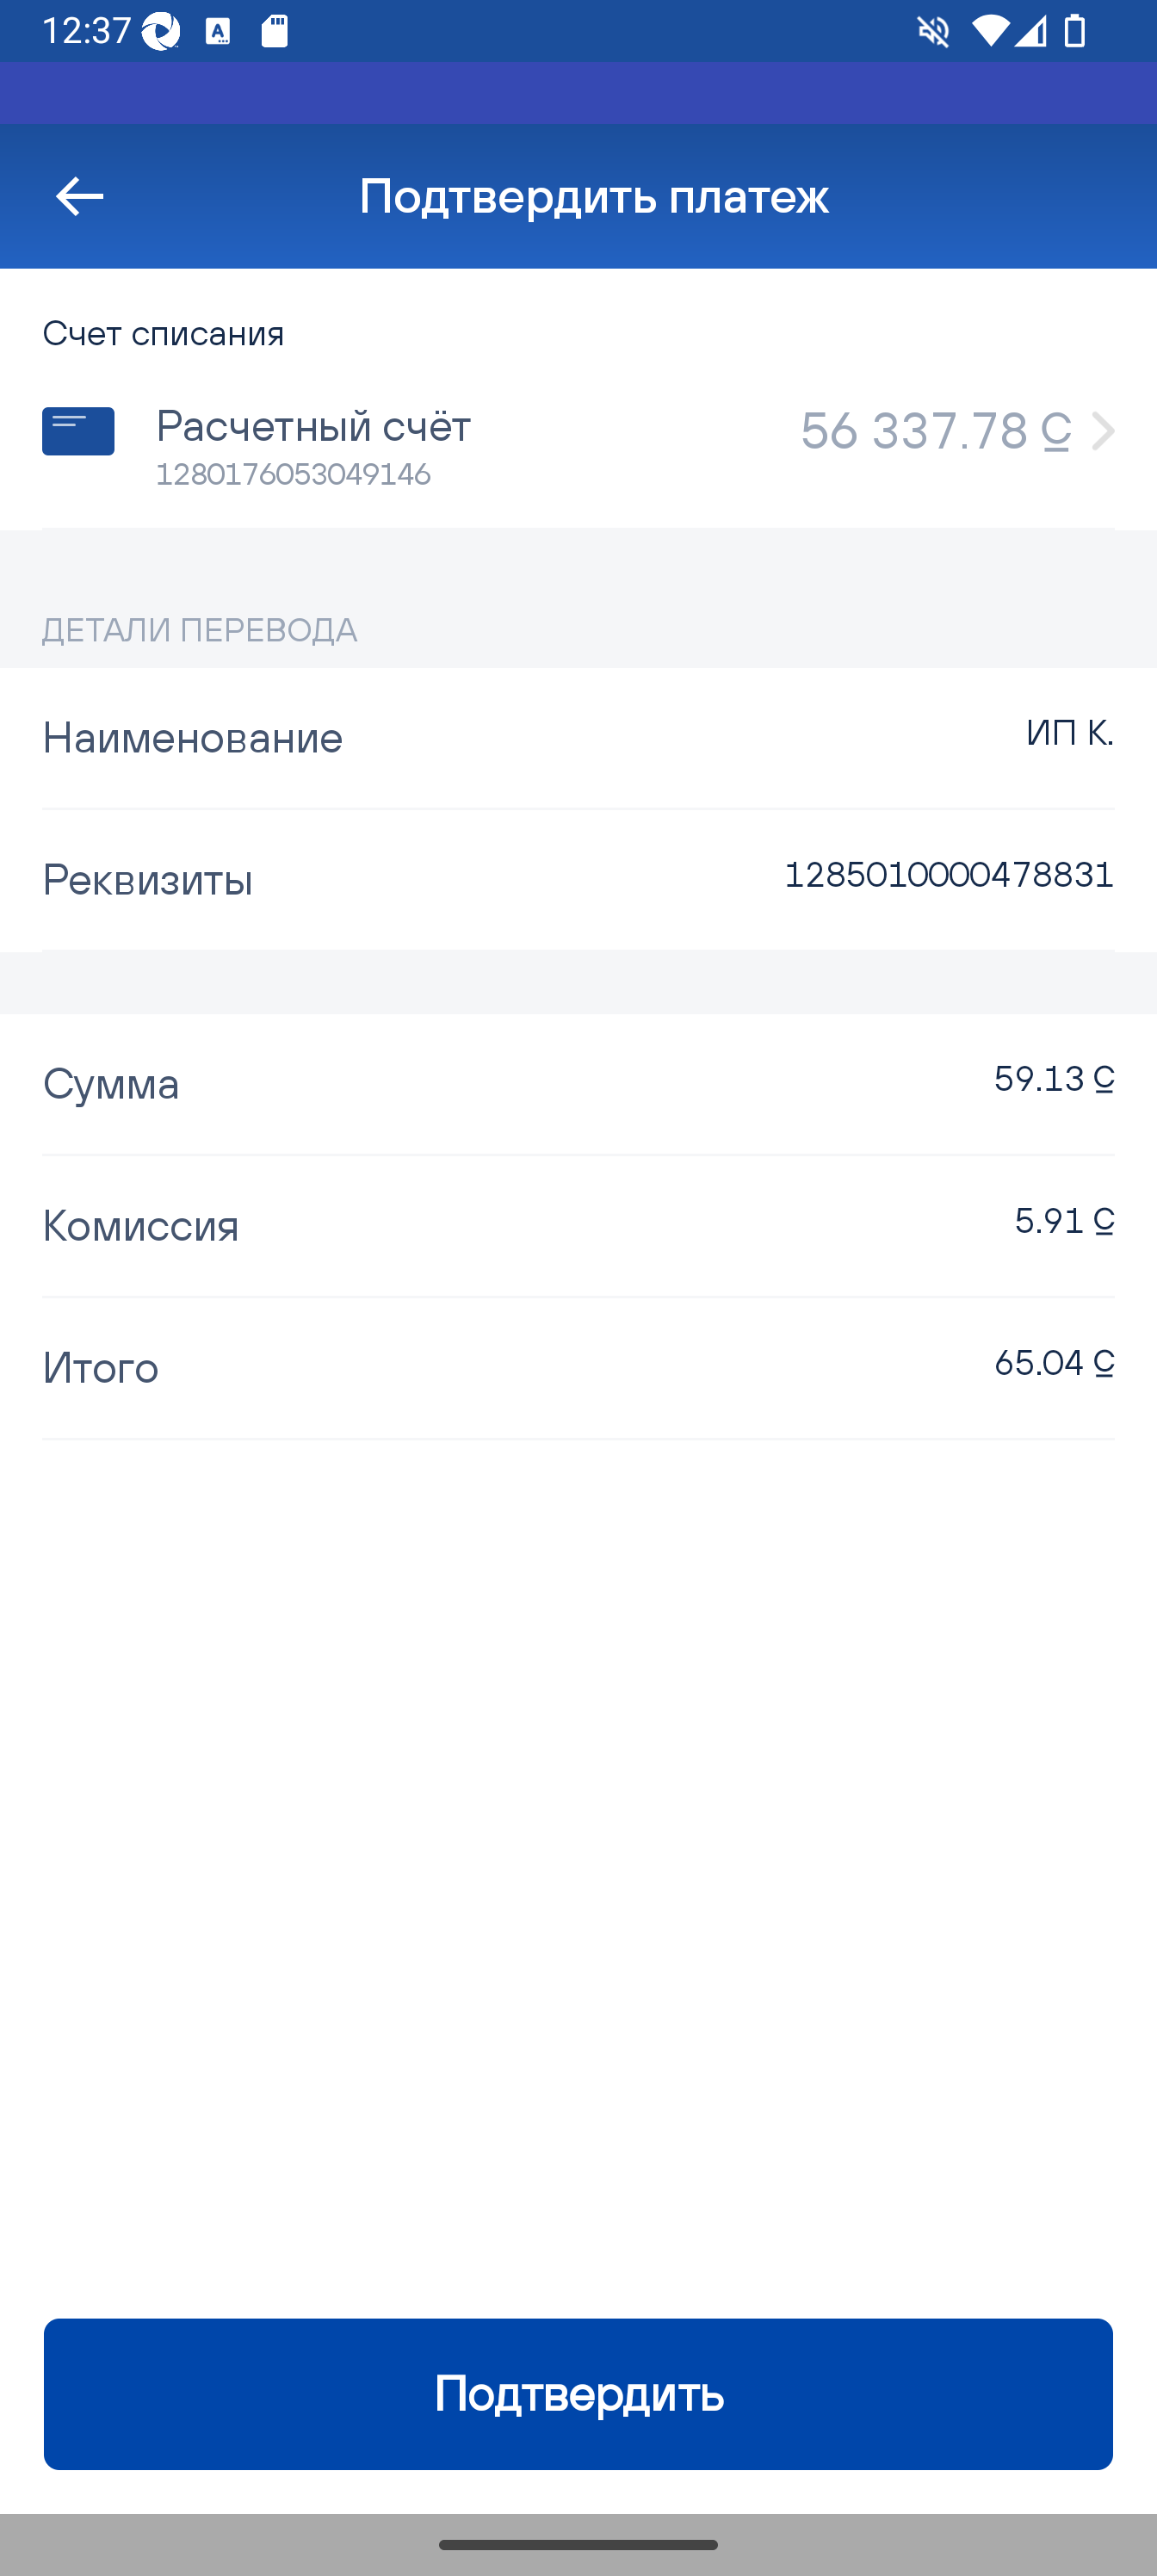 12:37
Подтвердить платеж
Счет списания
Расчетный счёт
56 337.78 С
1280176053049146
ДЕТАЛИ ПЕРЕВОДА
Наименование
ИП К.
Реквизиты
1285010000478831
Сумма
59.13 С
Комиссия
5.91 С
Итого
65.04 С
Подтвердить